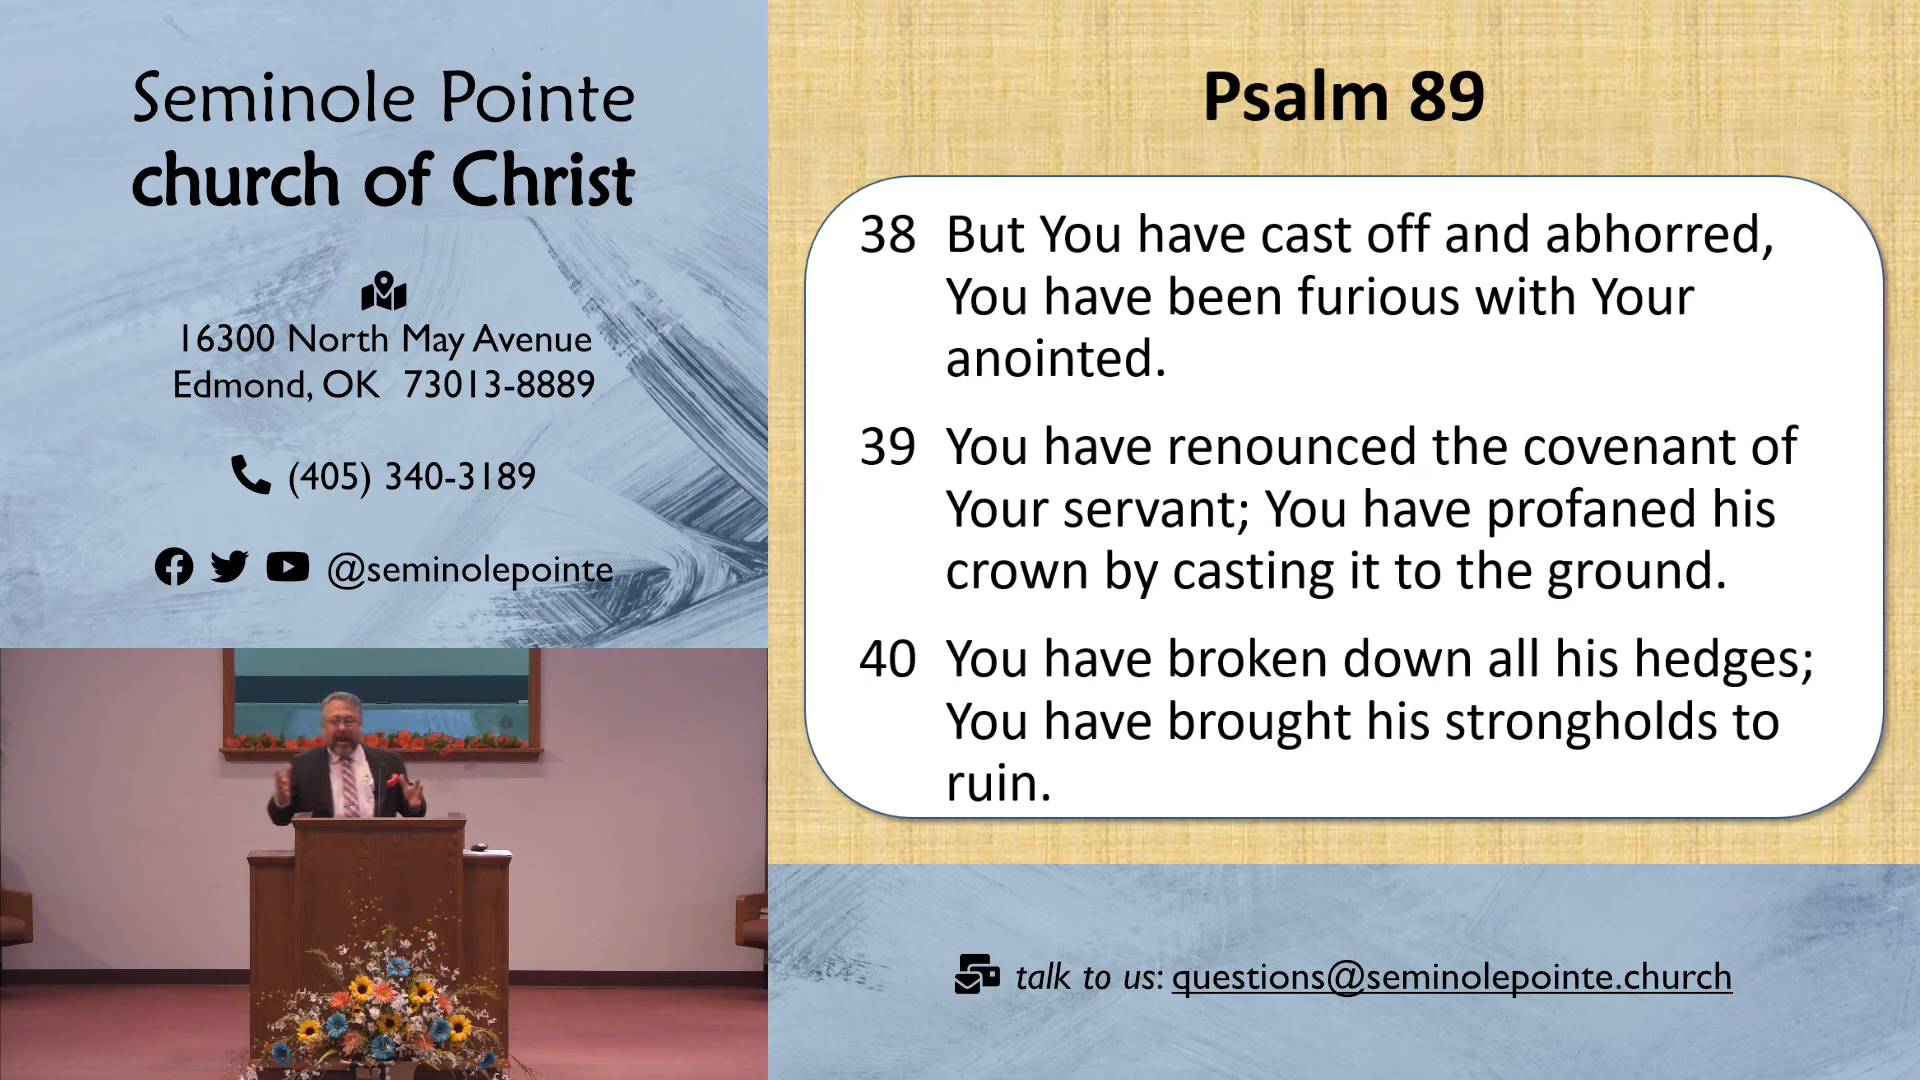 Seminole Pointe
church of Christ
16300 North May Avenue
Edmond, OK 73013-8889
(405) 340-3189
@seminolepointe
Psalm 89
38 But You have cast off and abhorred,
You have been furious with Your
anointed.
39 You have renounced the covenant of
Your servant; You have profaned his
crown by casting it to the ground.
40 You have broken down all his hedges;
You have brought his strongholds to
ruin.
talk to us: questions@seminolepointe.church